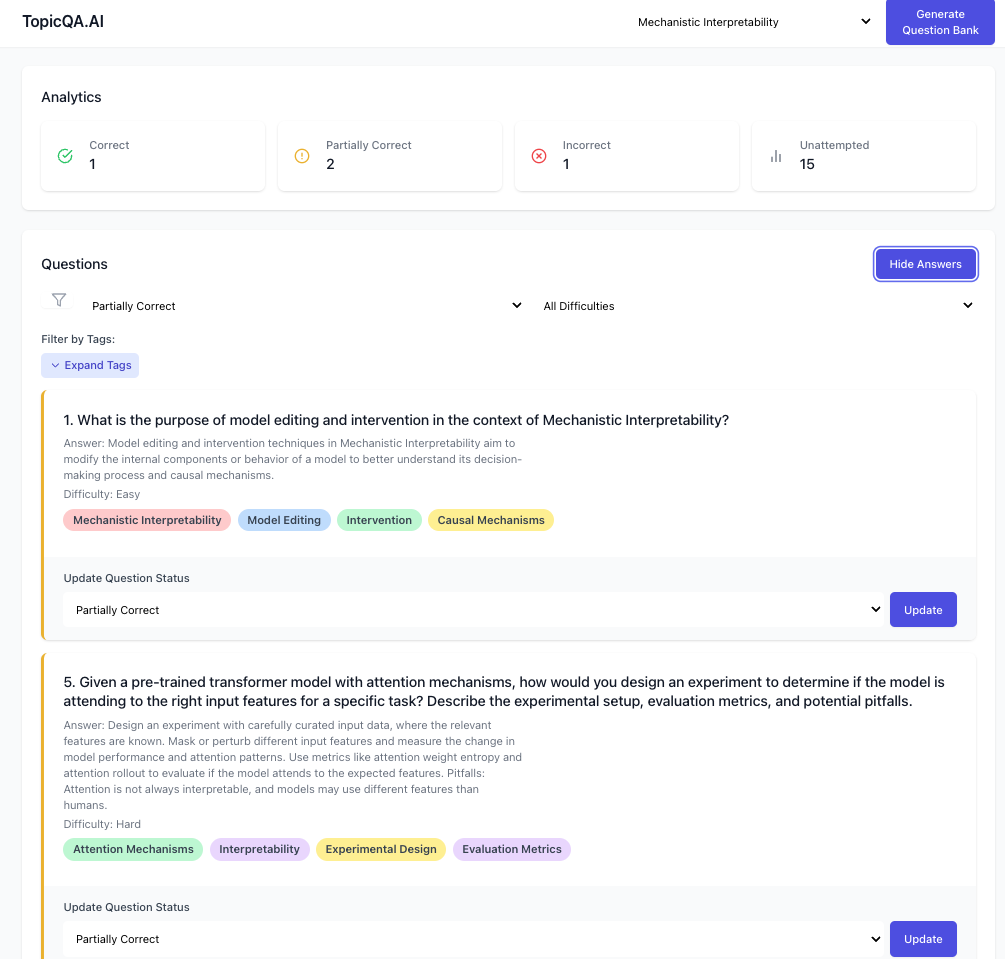 TopicQA.AI
Mechanistic Interpretability
Generate
Question Bank
Analytics
Correct
1
Partially Correct
2
Incorrect
1
Unattempted
15
Questions
Hide Answers
Partially Correct
All Difficulties
Filter by Tags:
Expand Tags
1. What is the purpose of model editing and intervention in the context of Mechanistic Interpretability?
Answer: Model editing and intervention techniques in Mechanistic Interpretability aim to
modify the internal components or behavior of a model to better understand its decision-
making process and causal mechanisms.
Difficulty: Easy
Mechanistic Interpretability
Model Editing
Intervention
Causal Mechanisms
Update Question Status
Partially Correct
Update
5. Given a pre-trained transformer model with attention mechanisms, how would you design an experiment to determine if the model is
attending to the right input features for a specific task? Describe the experimental setup, evaluation metrics, and potential pitfalls.
Answer: Design an experiment with carefully curated input data, where the relevant
features are known. Mask or perturb different input features and measure the change in
model performance and attention patterns. Use metrics like attention weight entropy and
attention rollout to evaluate if the model attends to the expected features. Pitfalls:
Attention is not always interpretable, and models may use different features than
humans.
Difficulty: Hard
Attention Mechanisms
Interpretability
Experimental Design
Evaluation Metrics
Update Question Status
Partially Correct
Update